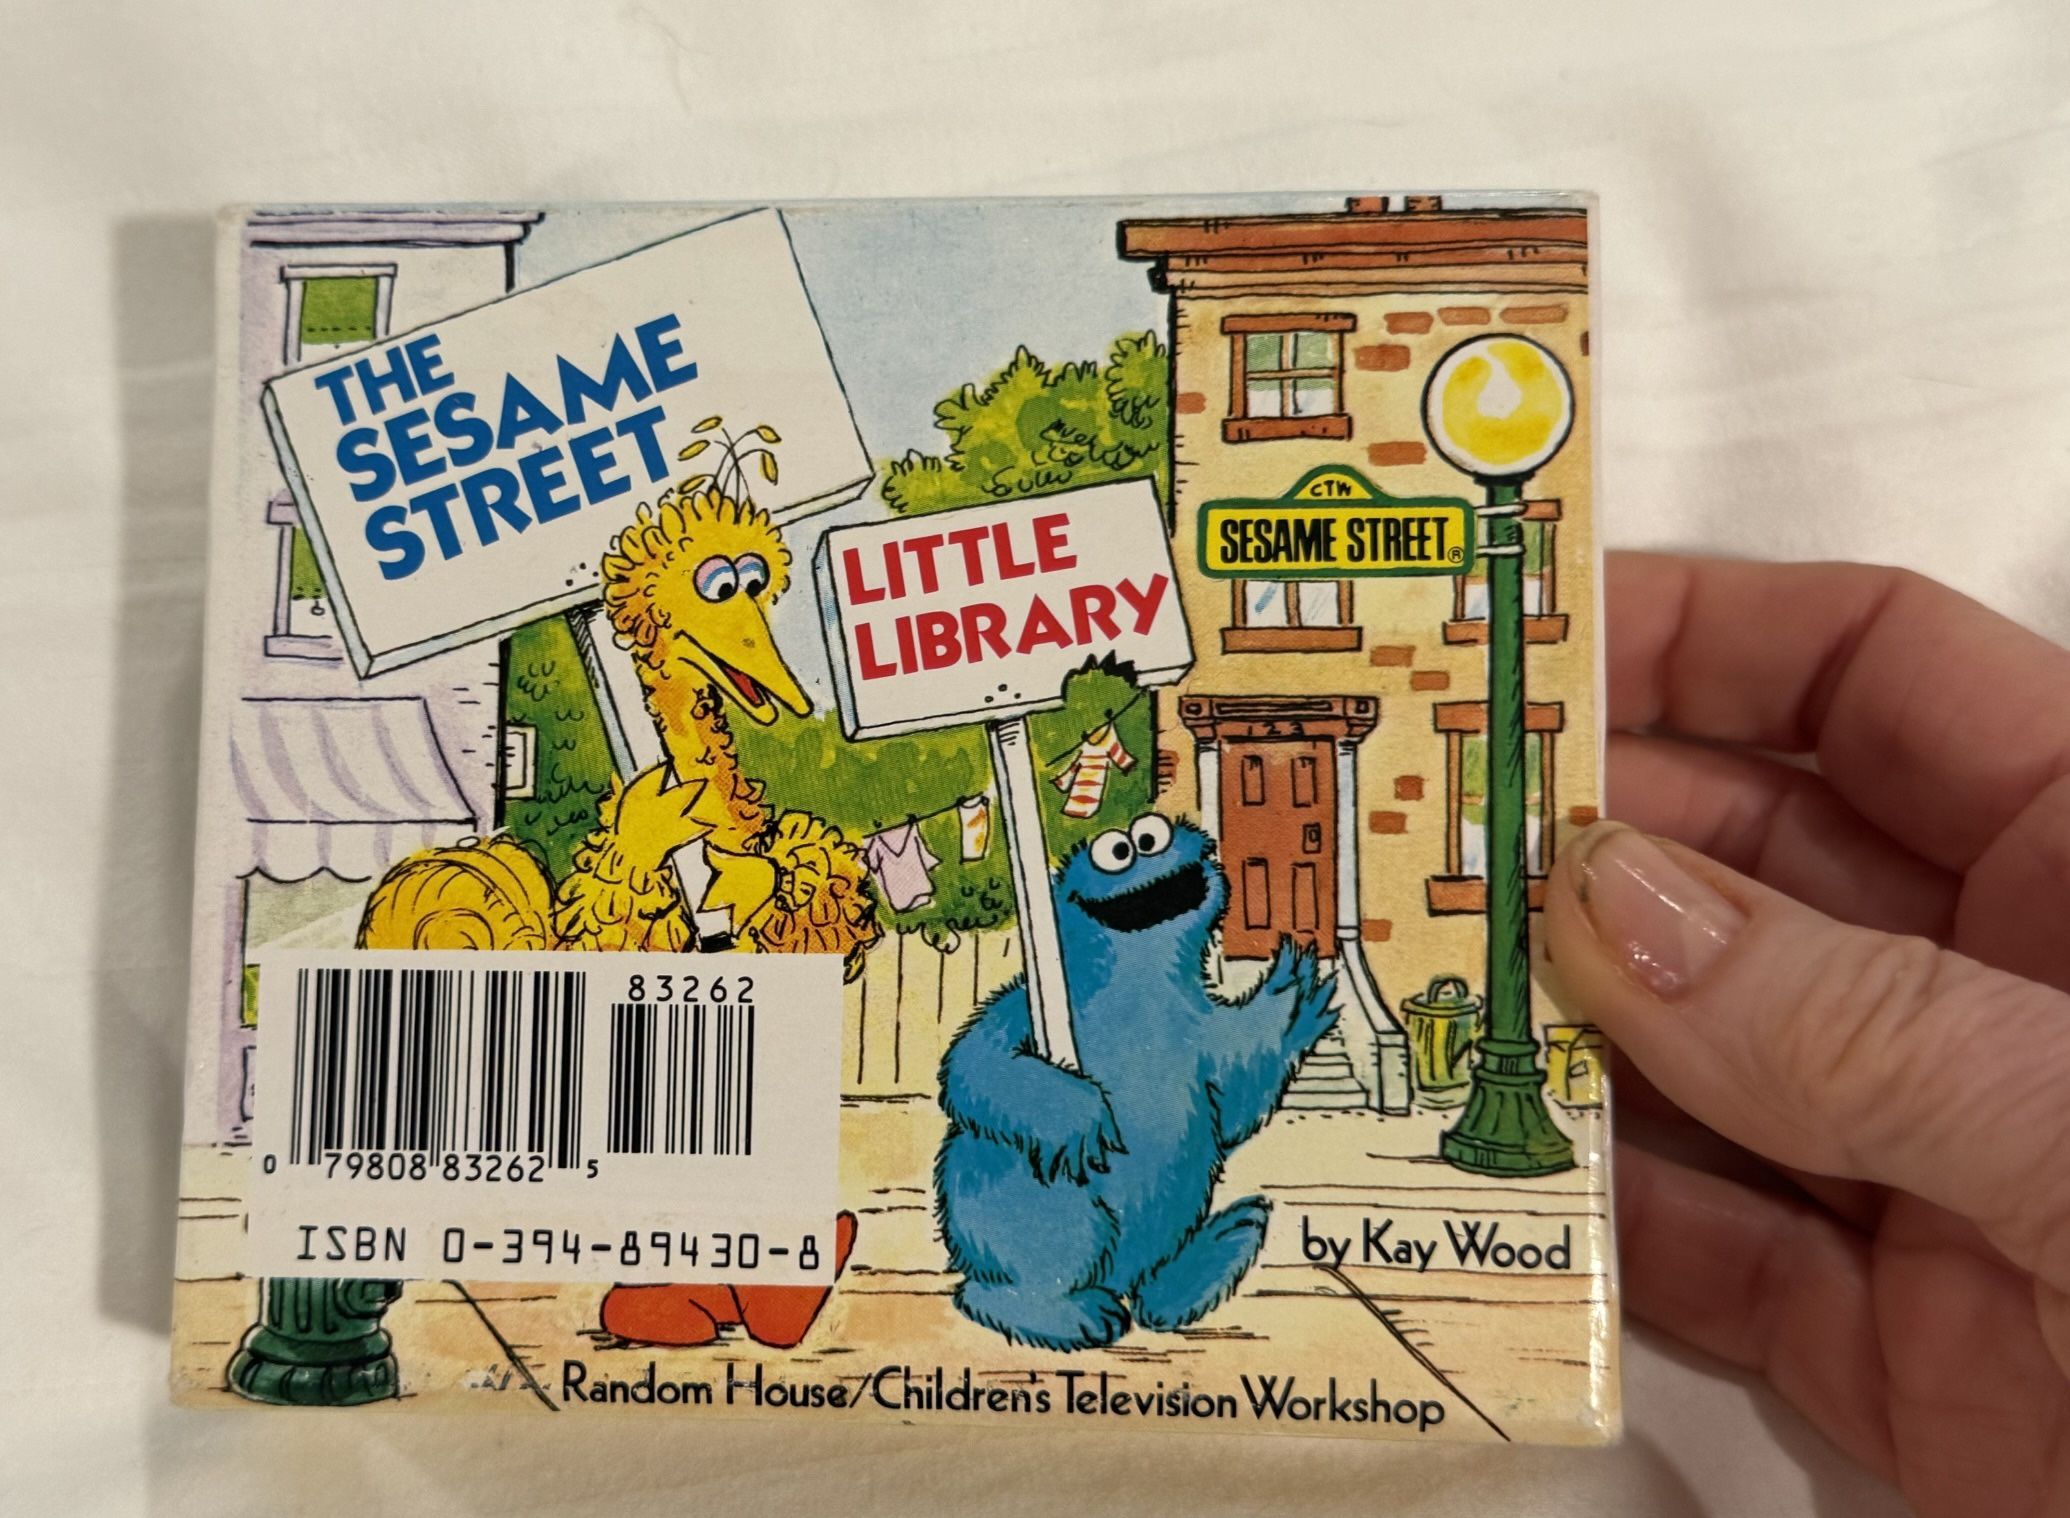 THE
SESAME
STREET
LITTLE
LIBRARY
CTW
SESAME STREET®
123
83262
0 79808 83262 5
ISBN 0-394-89430-8
by Kay Wood
Random House/Children's Television Workshop